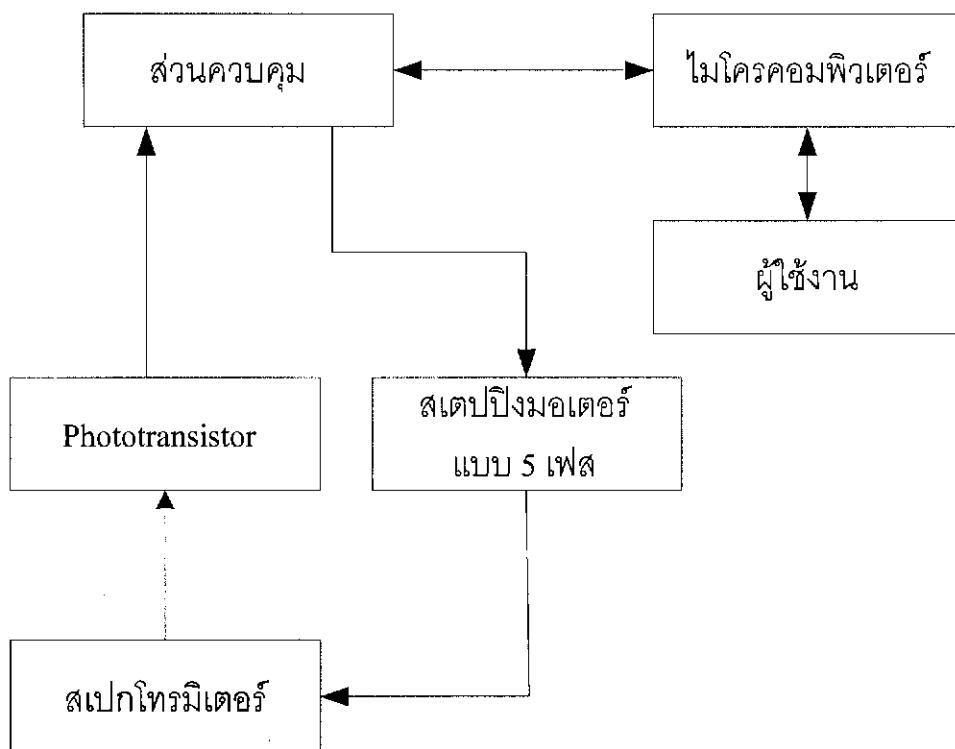 ส่วนควบคุม
ไมโครคอมพิวเตอร์
ผู้ใช้งาน
Phototransistor
สเตปปิงมอเตอร์
แบบ 5 เฟส
สเปกโทรมิเตอร์